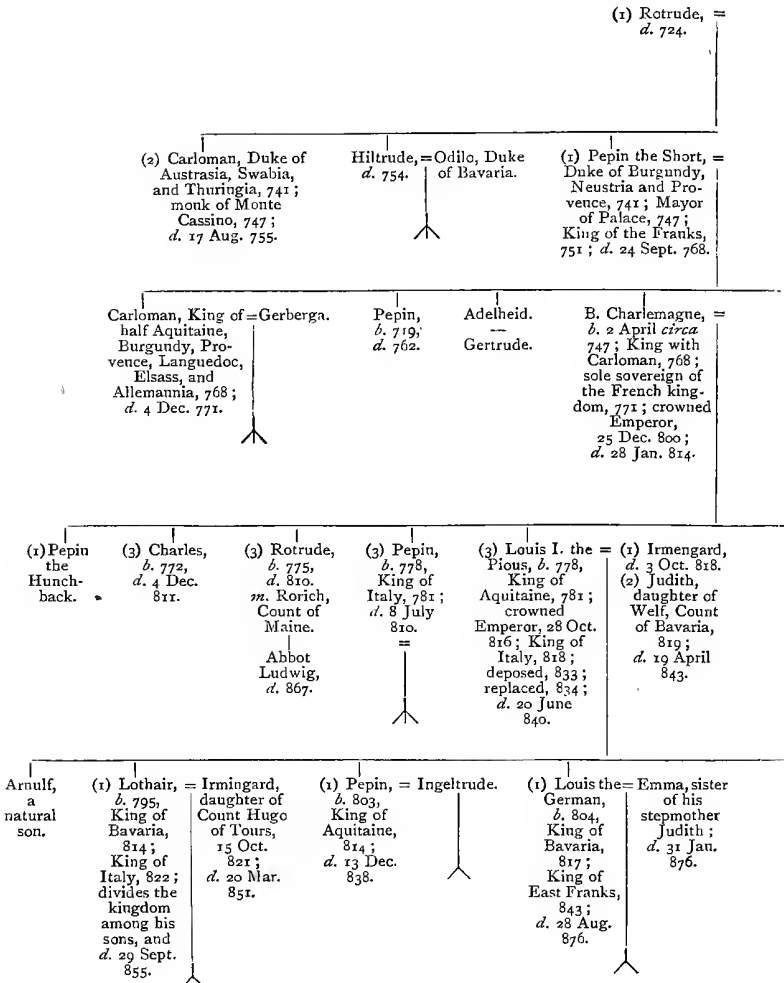 (1) Rotrude, =
d. 724.
(2) Carloman, Duke of
Austrasia, Swabia,
and Thuringia, 741;
monk of Monte
Cassino, 747;
d. 17 Aug. 755.
Hiltrude, = Odilo, Duke
d. 754. of Bavaria.
(1) Pepin the Short, =
Duke of Burgundy,
Neustria and Pro-
vence, 741; Mayor
of Palace, 747;
King of the Franks,
751; d. 24 Sept. 768.
Carloman, King of = Gerberga.
half Aquitaine,
Burgundy, Pro-
vence, Languedoc,
Elsass, and
Allemannia, 768;
d. 4 Dec. 771.
Pepin,
b. 719,
d. 762.
Adelheid.
—
Gertrude.
B. Charlemagne, =
b. 2 April circa
747; King with
Carloman, 768;
sole sovereign of
the French king-
dom, 771; crowned
Emperor,
25 Dec. 800;
d. 28 Jan. 814.
(1) Pepin
the
Hunch-
back.
(3) Charles,
b. 772,
d. 4 Dec.
811.
(3) Rotrude,
b. 775,
d. 810.
m. Rorich,
Count of
Maine.
Abbot
Ludwig,
d. 867.
(3) Pepin,
b. 778,
King of
Italy, 781;
d. 8 July
810.
=
(3) Louis I. the =
Pious, b. 778,
King of
Aquitaine, 781;
crowned
Emperor, 28 Oct.
816; King of
Italy, 818;
deposed, 833;
replaced, 834;
d. 20 June
840.
(1) Irmengard,
d. 3 Oct. 818.
(2) Judith,
daughter of
Welf, Count
of Bavaria,
819;
d. 19 April
843.
Arnulf,
a
natural
son.
(1) Lothair, =
b. 795,
King of
Bavaria,
814;
King of
Italy, 822;
divides the
kingdom
among his
sons, and
d. 29 Sept.
855.
Irmingard,
daughter of
Count Hugo
of Tours,
15 Oct.
821;
d. 20 Mar.
851.
(1) Pepin, = Ingeltrude.
b. 803,
King of
Aquitaine,
814;
d. 13 Dec.
838.
(1) Louis the =
German,
b. 804,
King of
Bavaria,
817;
King of
East Franks,
843;
d. 28 Aug.
876.
Emma, sister
of his
stepmother
Judith;
d. 31 Jan.
876.